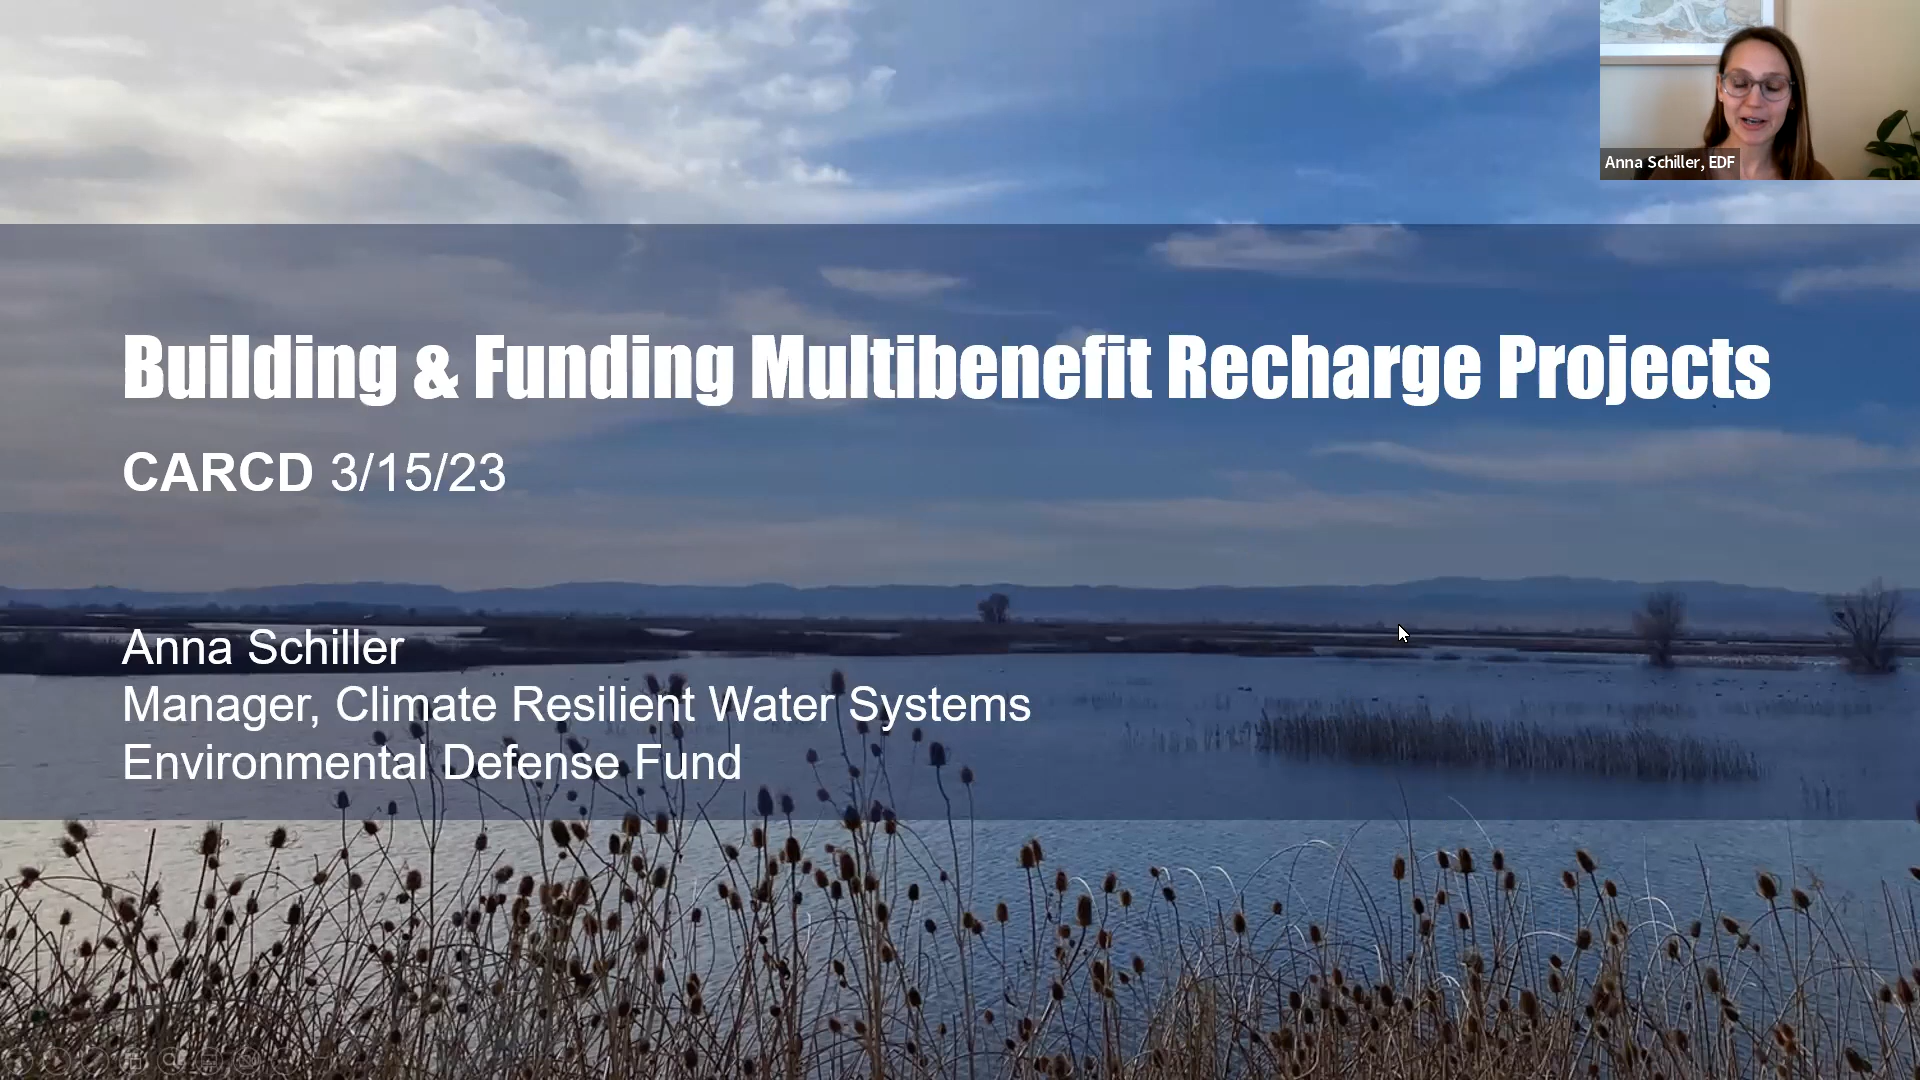 Anna Schiller, EDF
Building & Funding Multibenefit Recharge Projects
CARCD 3/15/23
Anna Schiller
Manager, Climate Resilient Water Systems
Environmental Defense Fund